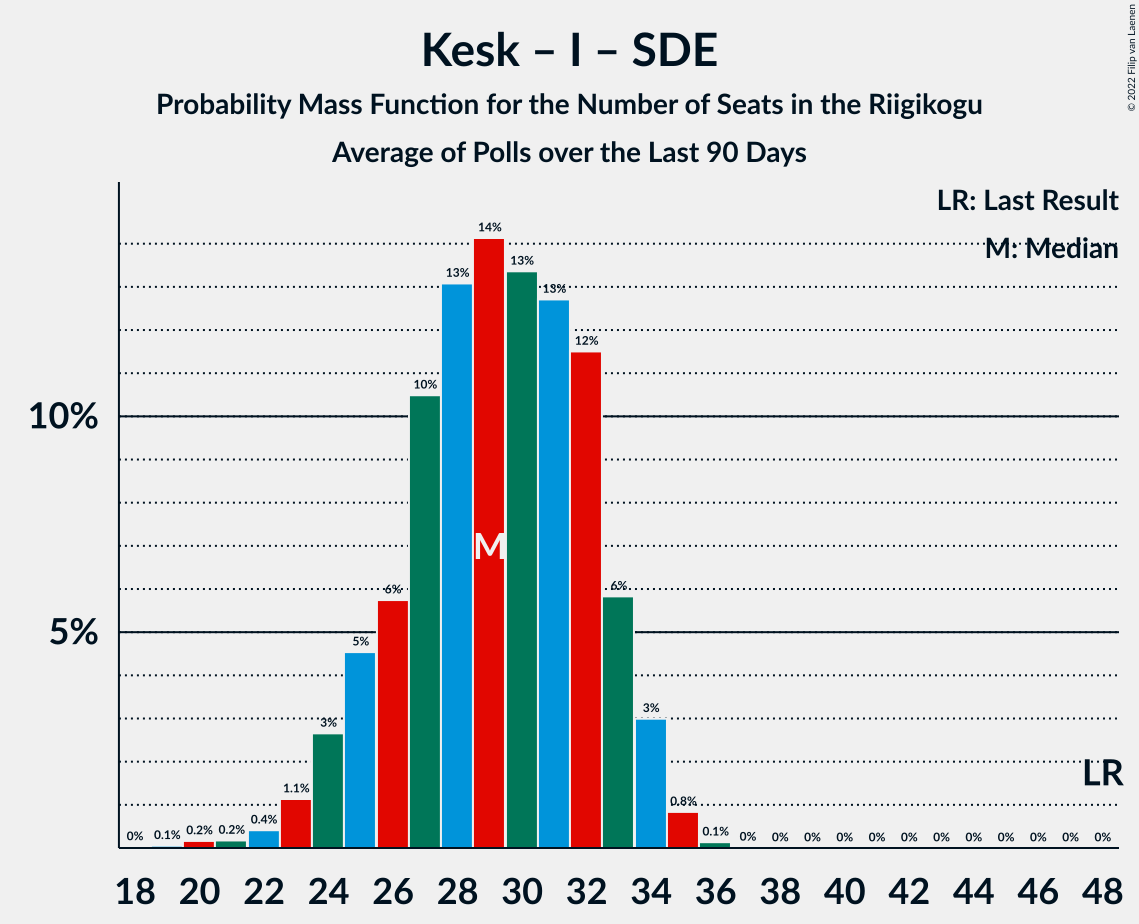 Kesk – I – SDE
Probability Mass Function for the Number of Seats in the Riigikogu
Average of Polls over the Last 90 Days
© 2022 Filip van Laenen
LR: Last Result
M: Median
10%
5%
0% 0.1% 0.2% 0.2% 0.4% 1.1% 3% 5% 6% 10% 13% 14% 13% 13% 12% 6% 3% 0.8% 0.1% 0% 0% 0% 0% 0% 0% 0% 0% 0% 0% 0% 0%
M
LR
18 20 22 24 26 28 30 32 34 36 38 40 42 44 46 48